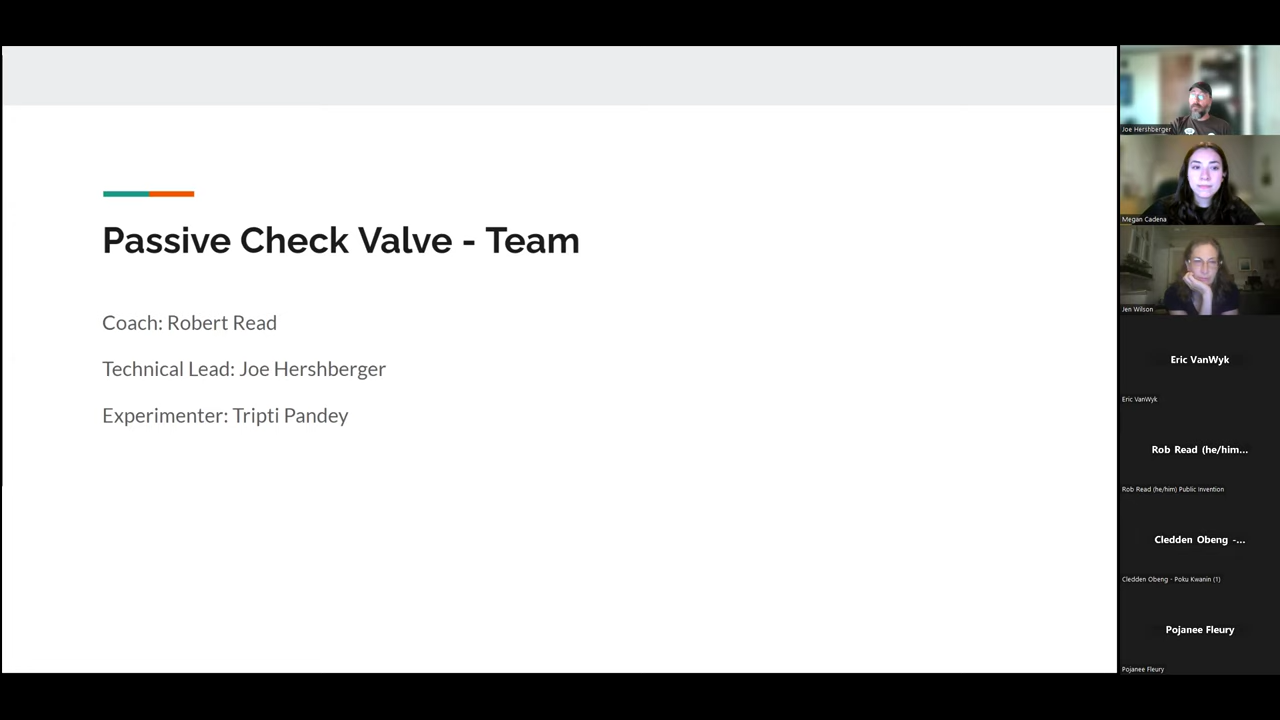 Passive Check Valve - Team
Coach: Robert Read
Technical Lead: Joe Hershberger
Experimenter: Tripti Pandey
Joe Hershberger
Megan Cadena
Jen Wilson
Eric VanWyk
Eric VanWyk
Rob Read (he/him...
Rob Read (he/him) Public Invention
Cledden Obeng -...
Cledden Obeng - Poku Kwanin (1)
Pojanee Fleury
Pojanee Fleury